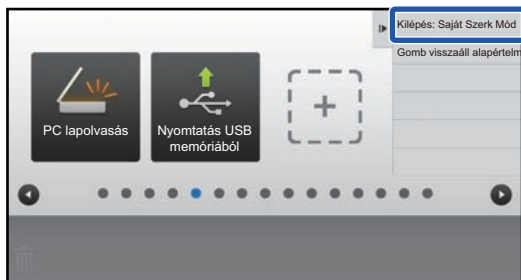 Kilépés: Saját Szerk Mód
Gomb visszaáll alapértelm
PC lapolvasás
Nyomtatás USB
memóriából